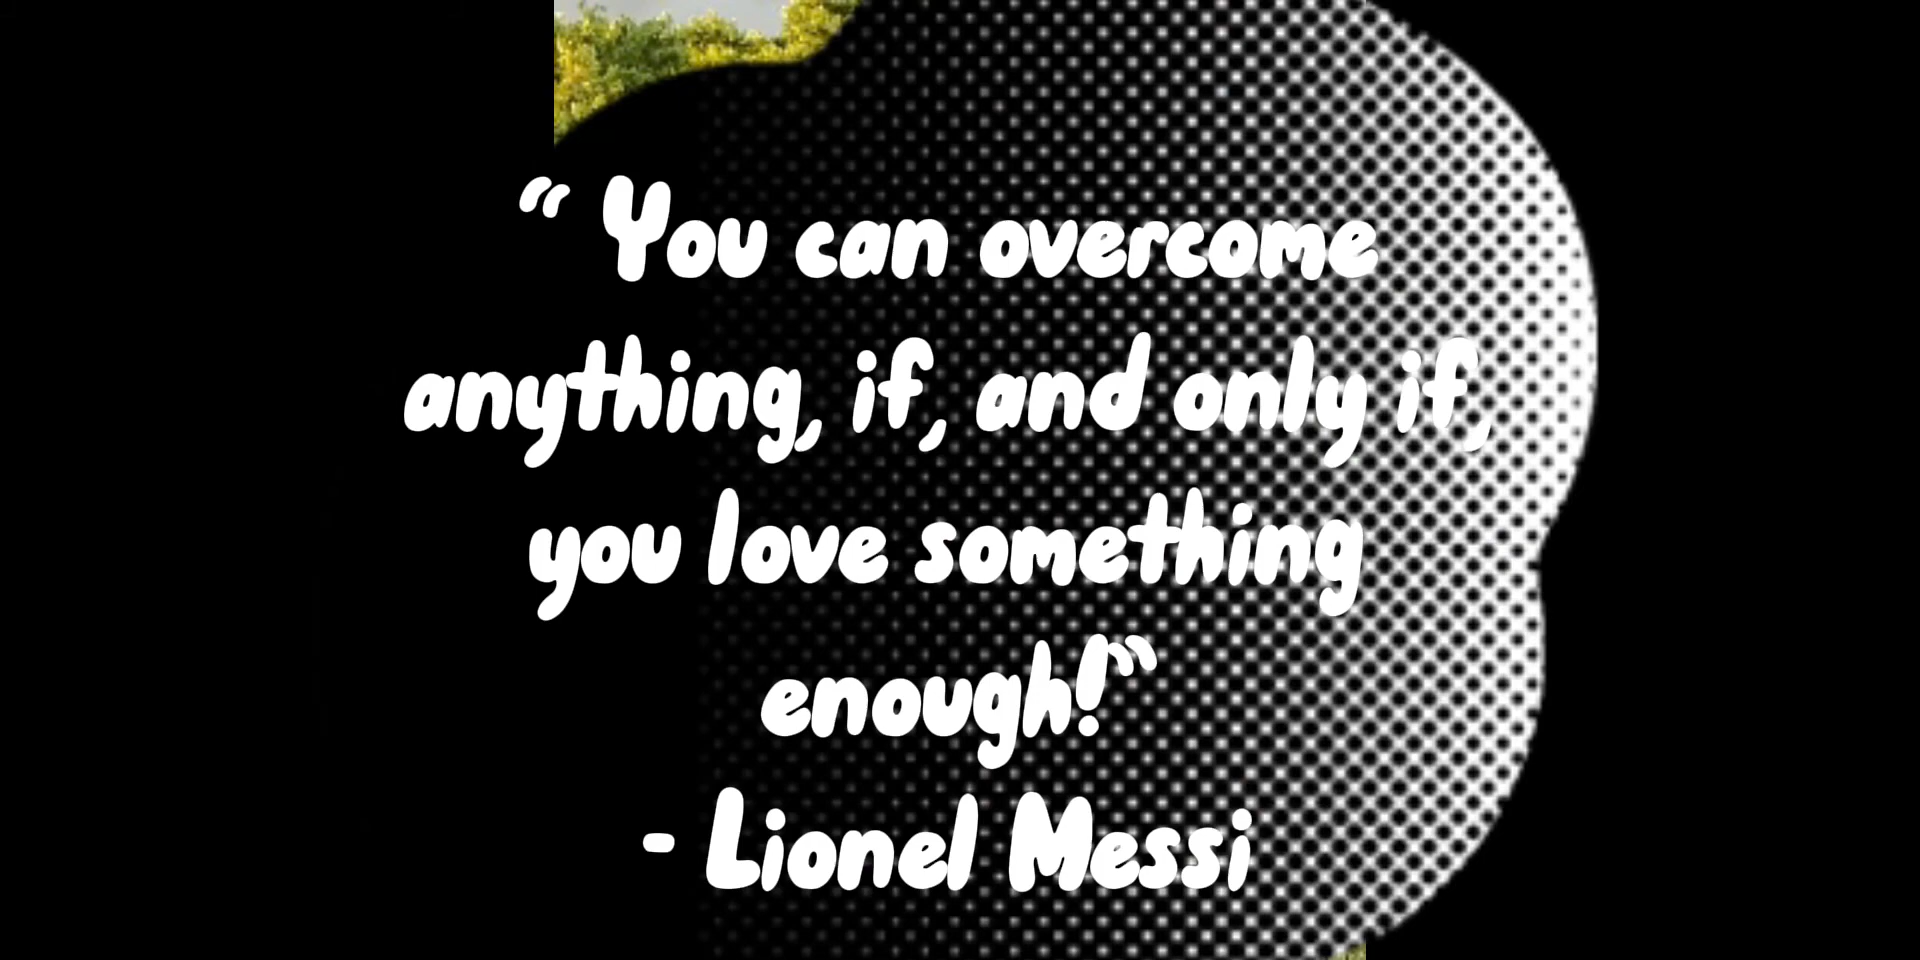 “ You can overcome
anything, if, and only if,
you love something
enough!”
- Lionel Messi